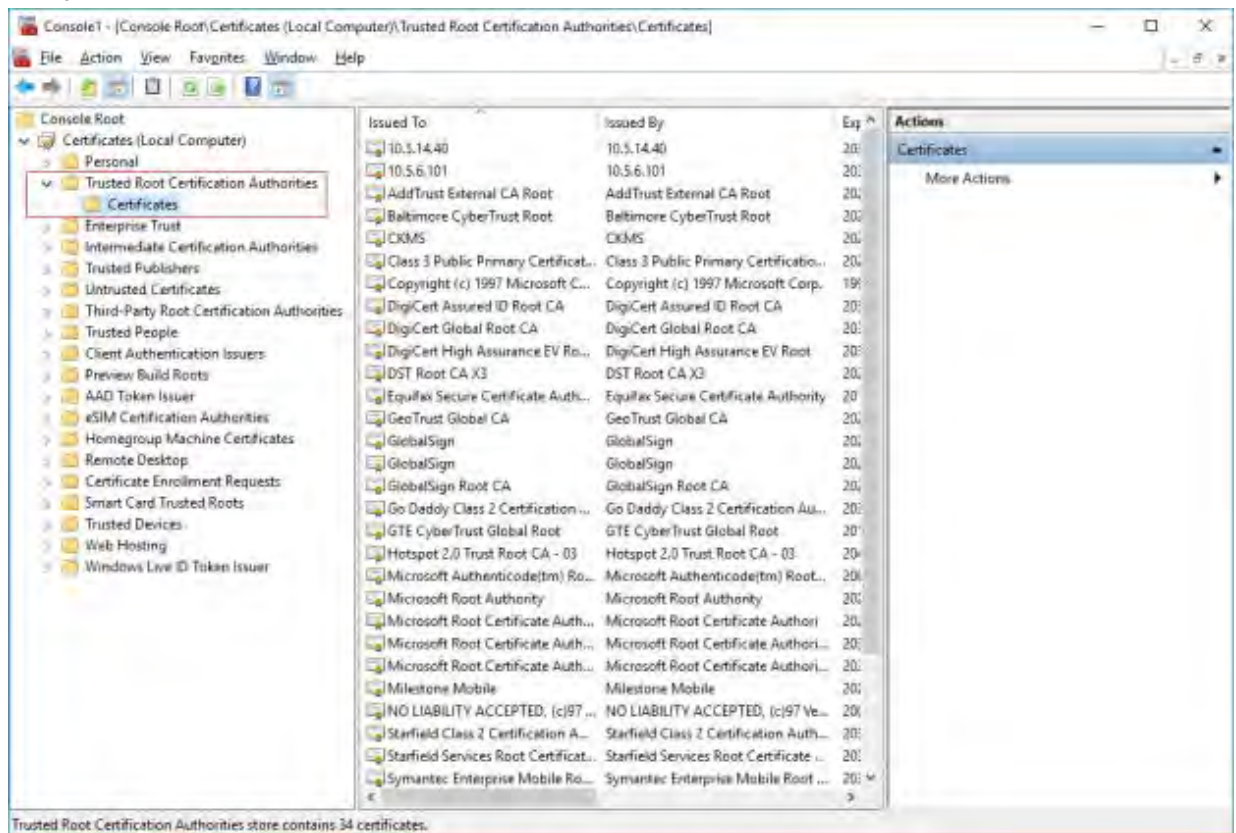 Console1 - [Console Root\Certificates (Local Computer)\Trusted Root Certification Authorities\Certificates]
File Action View Favorites Window Help
Console Root
Certificates (Local Computer)
Personal
Trusted Root Certification Authorities
Certificates
Enterprise Trust
Intermediate Certification Authorities
Trusted Publishers
Untrusted Certificates
Third-Party Root Certification Authorities
Trusted People
Client Authentication Issuers
Preview Build Roots
AAD Token Issuer
eSIM Certification Authorities
Homegroup Machine Certificates
Remote Desktop
Certificate Enrollment Requests
Smart Card Trusted Roots
Trusted Devices
Web Hosting
Windows Live ID Token Issuer
Issued To Issued By
10.5.14.40 10.5.14.40
10.5.6.101 10.5.6.101
AddTrust External CA Root AddTrust External CA Root
Baltimore CyberTrust Root Baltimore CyberTrust Root
CKMS CKMS
Class 3 Public Primary Certificat... Class 3 Public Primary Certificatio...
Copyright (c) 1997 Microsoft C... Copyright (c) 1997 Microsoft Corp.
DigiCert Assured ID Root CA DigiCert Assured ID Root CA
DigiCert Global Root CA DigiCert Global Root CA
DigiCert High Assurance EV Ro... DigiCert High Assurance EV Root
DST Root CA X3 DST Root CA X3
Equifax Secure Certificate Auth... Equifax Secure Certificate Authority
GeoTrust Global CA GeoTrust Global CA
GlobalSign GlobalSign
GlobalSign GlobalSign
GlobalSign Root CA GlobalSign Root CA
Go Daddy Class 2 Certification ... Go Daddy Class 2 Certification Au...
GTE CyberTrust Global Root GTE CyberTrust Global Root
Hotspot 2.0 Trust Root CA - 03 Hotspot 2.0 Trust Root CA - 03
Microsoft Authenticode(tm) Ro... Microsoft Authenticode(tm) Root...
Microsoft Root Authority Microsoft Root Authority
Microsoft Root Certificate Auth... Microsoft Root Certificate Authori
Microsoft Root Certificate Auth... Microsoft Root Certificate Authori...
Microsoft Root Certificate Auth... Microsoft Root Certificate Authori...
Milestone Mobile Milestone Mobile
NO LIABILITY ACCEPTED, (c)97 ... NO LIABILITY ACCEPTED, (c)97 Ve...
Starfield Class 2 Certification A... Starfield Class 2 Certification Auth...
Starfield Services Root Certificat... Starfield Services Root Certificate ...
Symantec Enterprise Mobile Ro... Symantec Enterprise Mobile Root ...
Actions
Certificates
More Actions
Trusted Root Certification Authorities store contains 34 certificates.